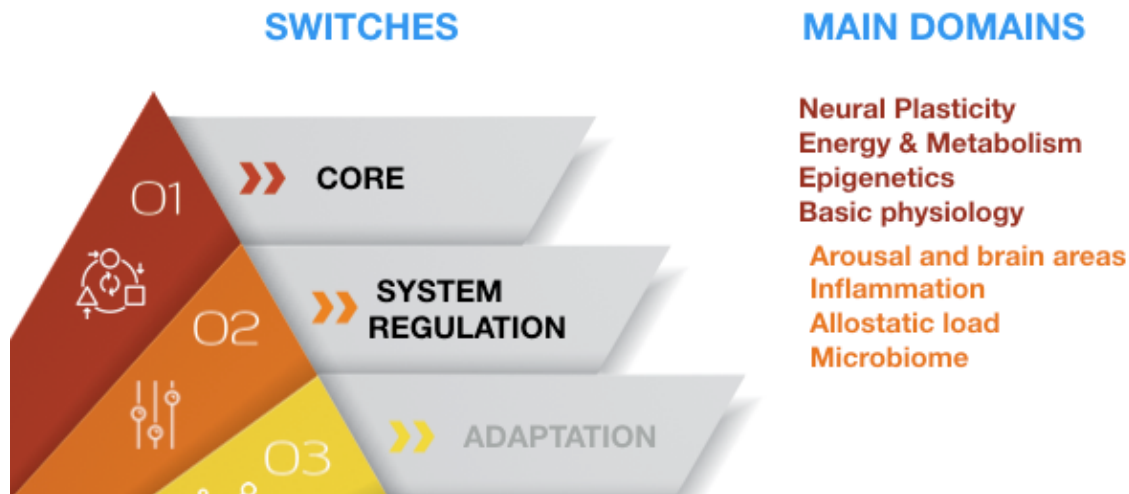 SWITCHES
MAIN DOMAINS
01
CORE
Neural Plasticity
Energy & Metabolism
Epigenetics
Basic physiology
02
SYSTEM
REGULATION
Arousal and brain areas
Inflammation
Allostatic load
Microbiome
03
ADAPTATION